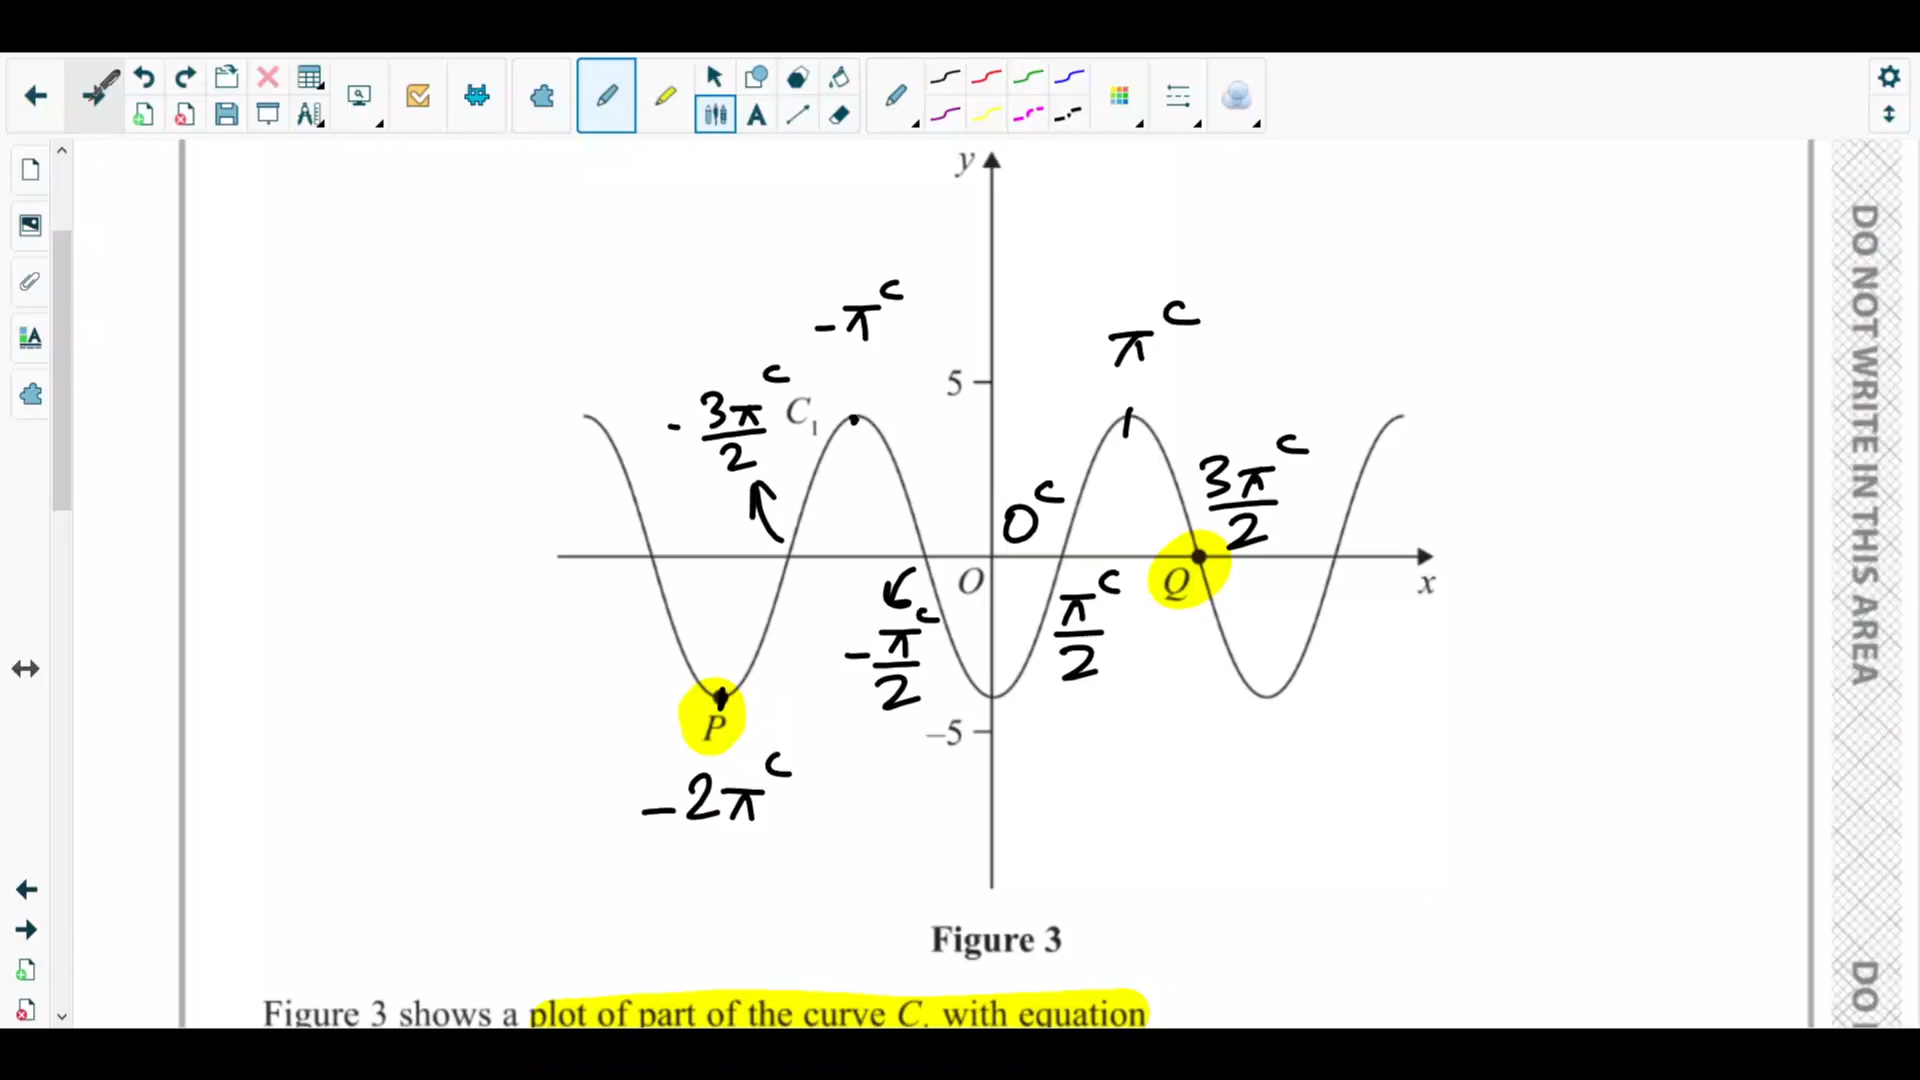 y
-π^c
π^c
5
-3π/2^c
C₁
3π/2^c
0^c
O
Q
x
-π/2^c
π/2^c
P
–5
-2π^c
Figure 3
Figure 3 shows a plot of part of the curve C, with equation
DO NOT WRITE IN THIS AREA
DO